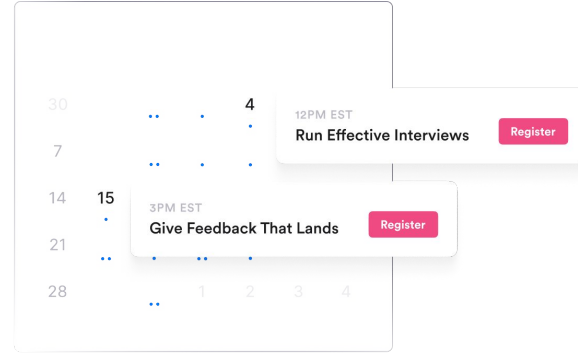 30 4
12PM EST
Run Effective Interviews Register
7
14 15
3PM EST
Give Feedback That Lands Register
21
28 1 2 3 4